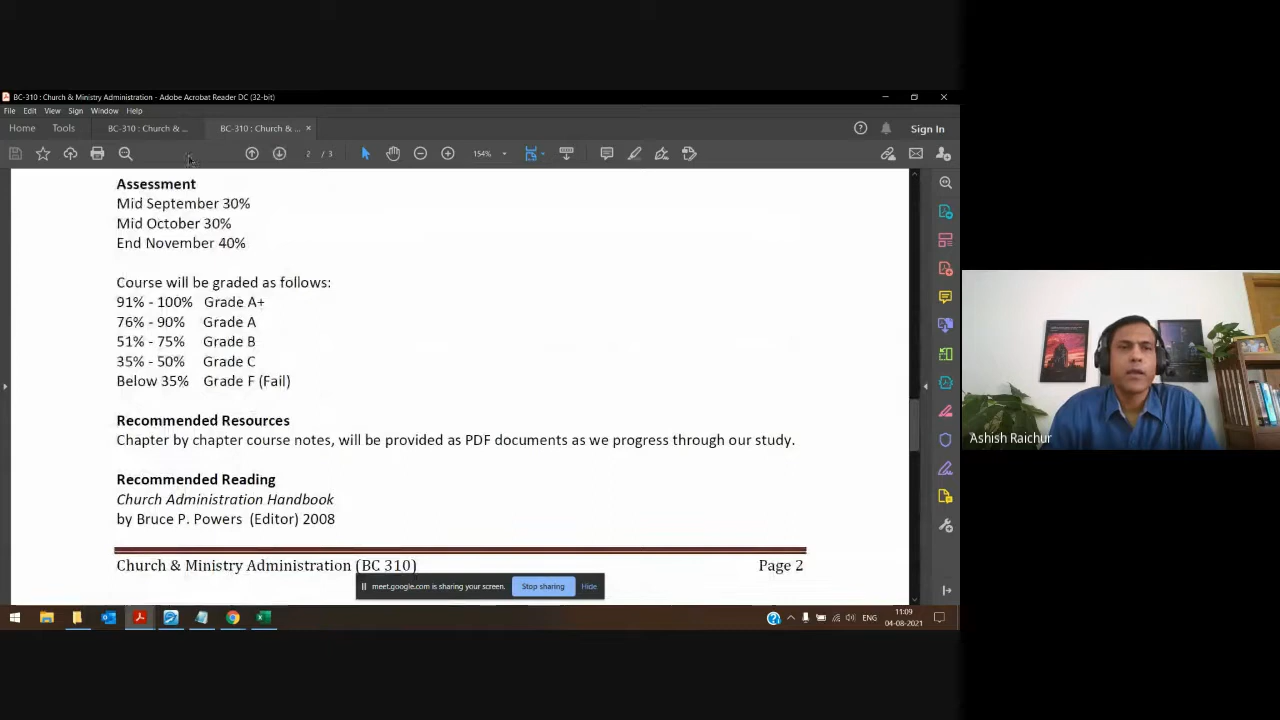 BC-310 : Church & Ministry Administration - Adobe Acrobat Reader DC (32-bit)
File Edit View Sign Window Help
Home Tools BC-310 : Church & ... BC-310 : Church & ... × Sign In
2 / 3 154%
Assessment
Mid September 30%
Mid October 30%
End November 40%
Course will be graded as follows:
91% - 100% Grade A+
76% - 90% Grade A
51% - 75% Grade B
35% - 50% Grade C
Below 35% Grade F (Fail)
Recommended Resources
Chapter by chapter course notes, will be provided as PDF documents as we progress through our study.
Recommended Reading
Church Administration Handbook
by Bruce P. Powers (Editor) 2008
Church & Ministry Administration (BC 310) Page 2
meet.google.com is sharing your screen. Stop sharing Hide
ENG 11:09
04-08-2021
Ashish Raichur